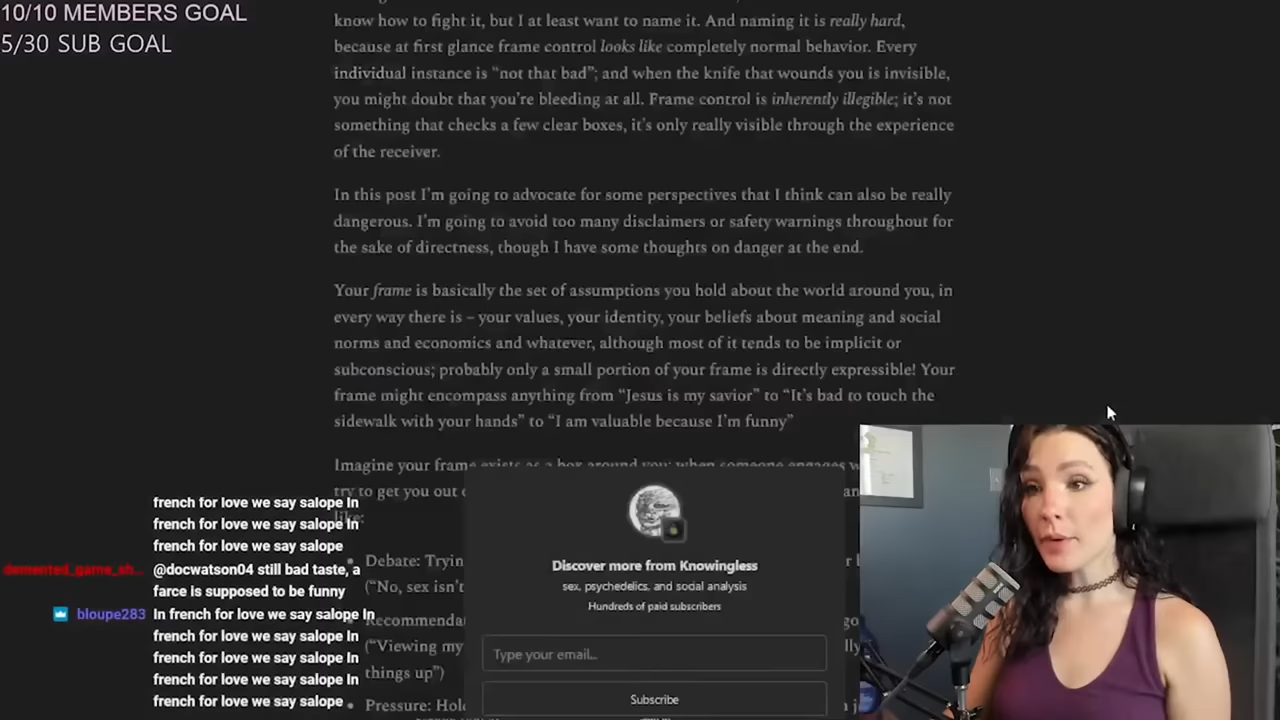 10/10 MEMBERS GOAL
5/30 SUB GOAL
know how to fight it, but I at least want to name it. And naming it is really hard,
because at first glance frame control looks like completely normal behavior. Every
individual instance is “not that bad”; and when the knife that wounds you is invisible,
you might doubt that you’re bleeding at all. Frame control is inherently illegible; it’s not
something that checks a few clear boxes, it’s only really visible through the experience
of the receiver.
In this post I’m going to advocate for some perspectives that I think can also be really
dangerous. I’m going to avoid too many disclaimers or safety warnings throughout for
the sake of directness, though I have some thoughts on danger at the end.
Your frame is basically the set of assumptions you hold about the world around you, in
every way there is – your values, your identity, your beliefs about meaning and social
norms and economics and whatever, although most of it tends to be implicit or
subconscious; probably only a small portion of your frame is directly expressible! Your
frame might encompass anything from “Jesus is my savior” to “It’s bad to touch the
sidewalk with your hands” to “I am valuable because I’m funny”
Imagine your frame exists as a box around you; when someone engages
try to get you out
like:
Debate:
(“No, sex isn’t
(“Viewing my
things up”)
Pressure:
Discover more from Knowingless
sex, psychedelics, and social analysis
Hundreds of paid subscribers
Type your email...
Subscribe
french for love we say salope In
french for love we say salope In
french for love we say salope
@docwatson04 still bad taste, a
farce is supposed to be funny
bloupe283 In french for love we say salope In
french for love we say salope In
french for love we say salope In
french for love we say salope In
french for love we say salope